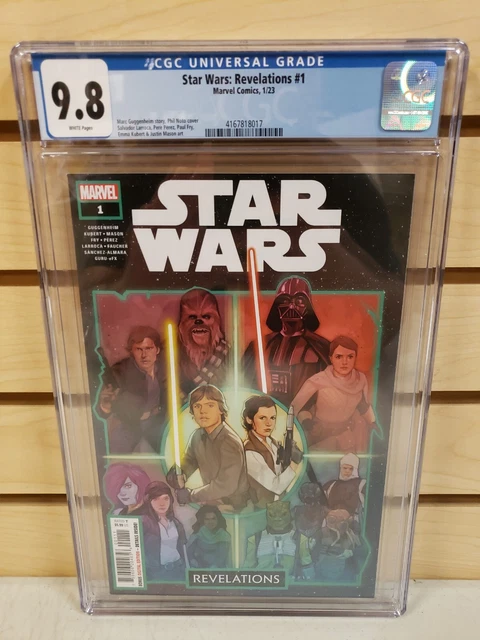 CGC UNIVERSAL GRADE
9.8
WHITE Pages
Star Wars: Revelations #1
Marvel Comics, 1/23
Marc Guggenheim story, Phil Noto cover
Salvador Larroca, Pere Perez, Paul Fry,
Emma Kubert & Justin Mason art
4167818017
MARVEL
1
GUGGENHEIM
KUBERT • MASON
FRY • PEREZ
LARROCA • FAUCHER
SANCHEZ-ALMARA
GURU-eFX
STAR
WARS
REVELATIONS